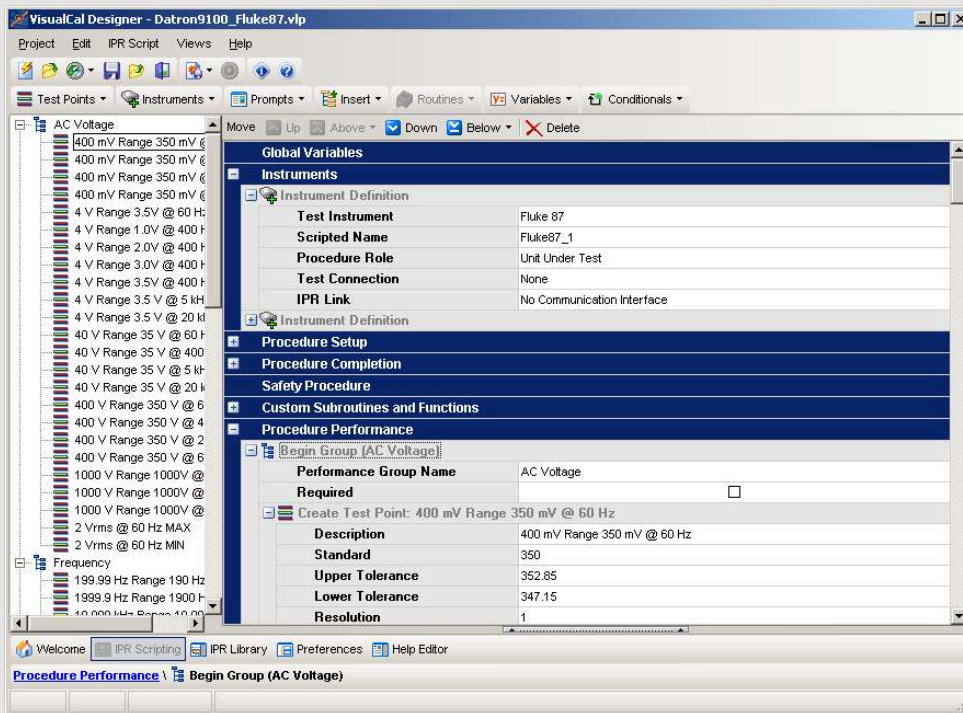 VisualCal Designer - Datron9100_Fluke87.vlp
Project Edit IPR Script Views Help
Test Points Instruments Prompts Insert Routines Variables Conditionals
Move Up Above Down Below Delete
AC Voltage
400 mV Range 350 mV @
400 mV Range 350 mV @
400 mV Range 350 mV @
400 mV Range 350 mV @
4 V Range 3.5V @ 60 Hz
4 V Range 1.0V @ 400 H
4 V Range 2.0V @ 400 H
4 V Range 3.0V @ 400 H
4 V Range 3.5V @ 400 H
4 V Range 3.5 V @ 5 kH
4 V Range 3.5 V @ 20 kl
40 V Range 35 V @ 60 H
40 V Range 35 V @ 400
40 V Range 35 V @ 5 kH
40 V Range 35 V @ 20 k
400 V Range 350 V @ 6
400 V Range 350 V @ 4
400 V Range 350 V @ 2
400 V Range 350 V @ 6
1000 V Range 1000V @
1000 V Range 1000V @
1000 V Range 1000V @
2 Vrms @ 60 Hz MAX
2 Vrms @ 60 Hz MIN
Frequency
199.99 Hz Range 190 Hz
1999.9 Hz Range 1900 H
Global Variables
Instruments
Instrument Definition
Test Instrument Fluke 87
Scripted Name Fluke87_1
Procedure Role Unit Under Test
Test Connection None
IPR Link No Communication Interface
Instrument Definition
Procedure Setup
Procedure Completion
Safety Procedure
Custom Subroutines and Functions
Procedure Performance
Begin Group (AC Voltage)
Performance Group Name AC Voltage
Required
Create Test Point: 400 mV Range 350 mV @ 60 Hz
Description 400 mV Range 350 mV @ 60 Hz
Standard 350
Upper Tolerance 352.85
Lower Tolerance 347.15
Resolution 1
Welcome IPR Scripting IPR Library Preferences Help Editor
Procedure Performance \ Begin Group (AC Voltage)